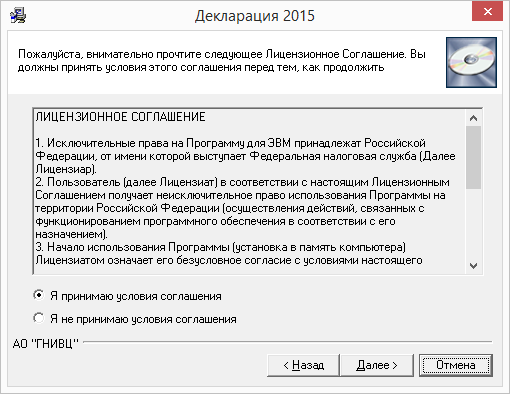 Декларация 2015
Пожалуйста, внимательно прочтите следующее Лицензионное Соглашение. Вы
должны принять условия этого соглашения перед тем, как продолжить
ЛИЦЕНЗИОННОЕ СОГЛАШЕНИЕ
1. Исключительные права на Программу для ЭВМ принадлежат Российской
Федерации, от имени которой выступает Федеральная налоговая служба (Далее
Лицензиар).
2. Пользователь (далее Лицензиат) в соответствии с настоящим Лицензионным
Соглашением получает неисключительное право использования Программы на
территории Российской Федерации (осуществления действий, связанных с
функционированием программного обеспечения в соответствии с его
назначением).
3. Начало использования Программы (установка в память компьютера)
Лицензиатом означает его безусловное согласие с условиями настоящего
Я принимаю условия соглашения
Я не принимаю условия соглашения
АО "ГНИВЦ"
< Назад
Далее >
Отмена